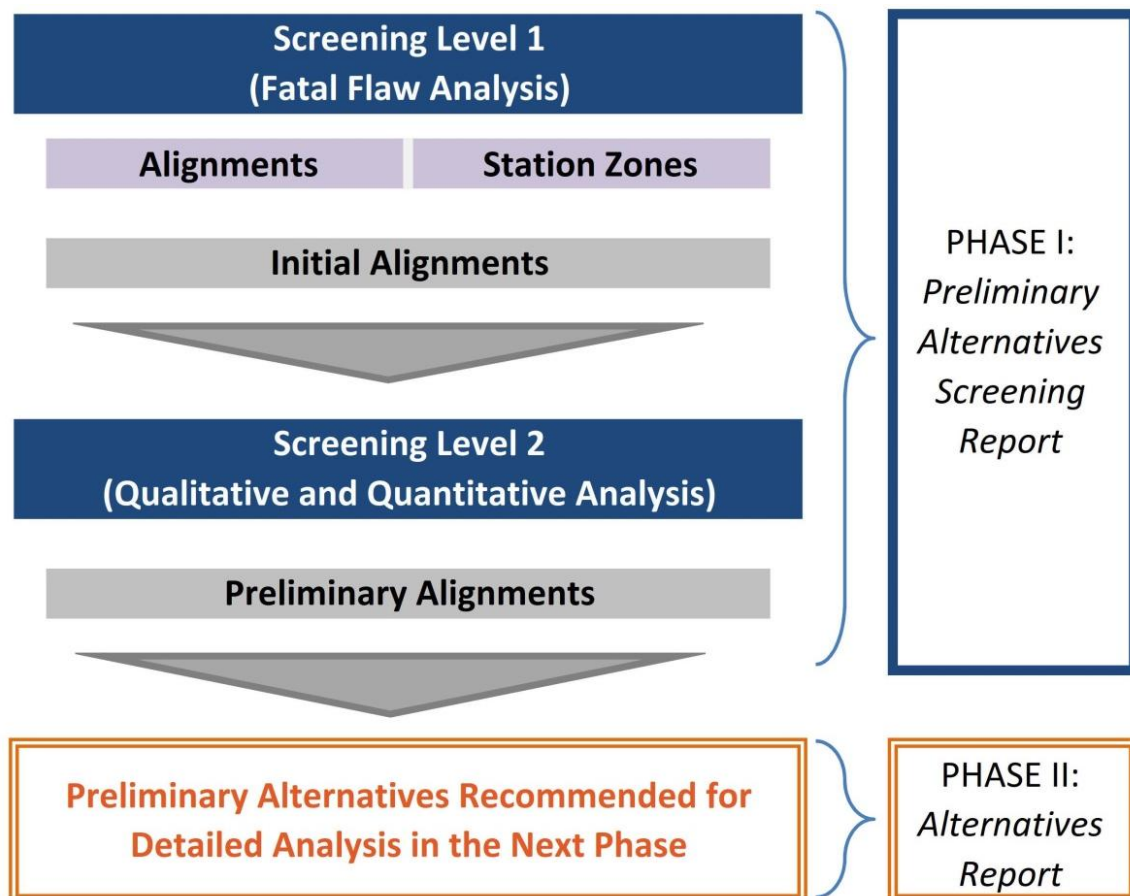 Screening Level 1
(Fatal Flaw Analysis)
Alignments
Station Zones
Initial Alignments
Screening Level 2
(Qualitative and Quantitative Analysis)
Preliminary Alignments
PHASE I:
Preliminary
Alternatives
Screening
Report
Preliminary Alternatives Recommended for
Detailed Analysis in the Next Phase
PHASE II:
Alternatives
Report